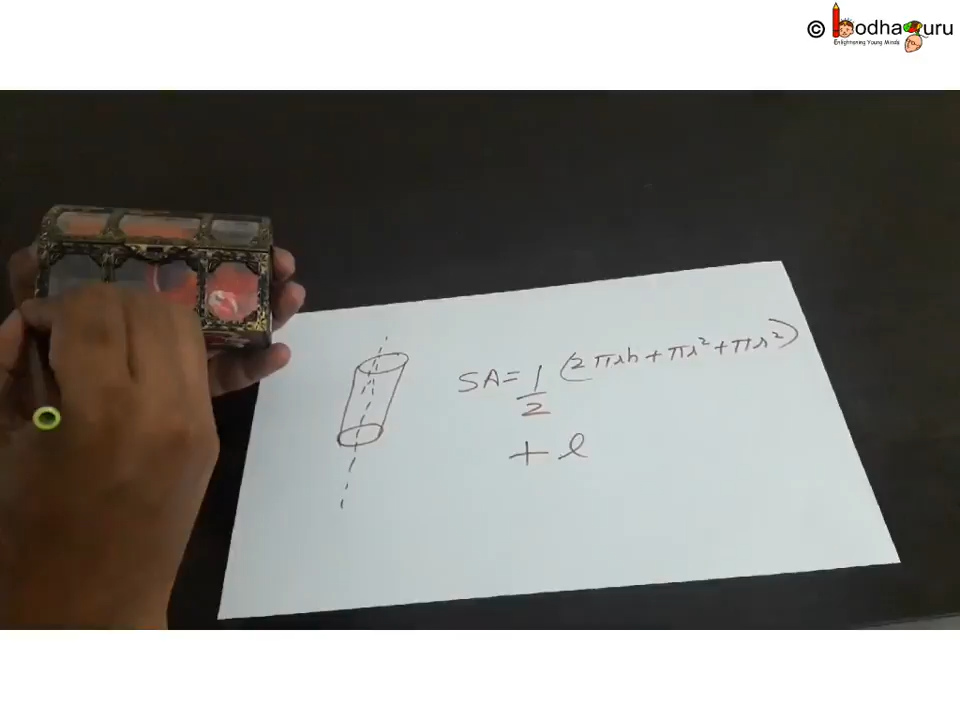 © BodhaGuru
Enlightening Young Minds
SA = 1/2 (2πrh + πr² + πr²)
+ l